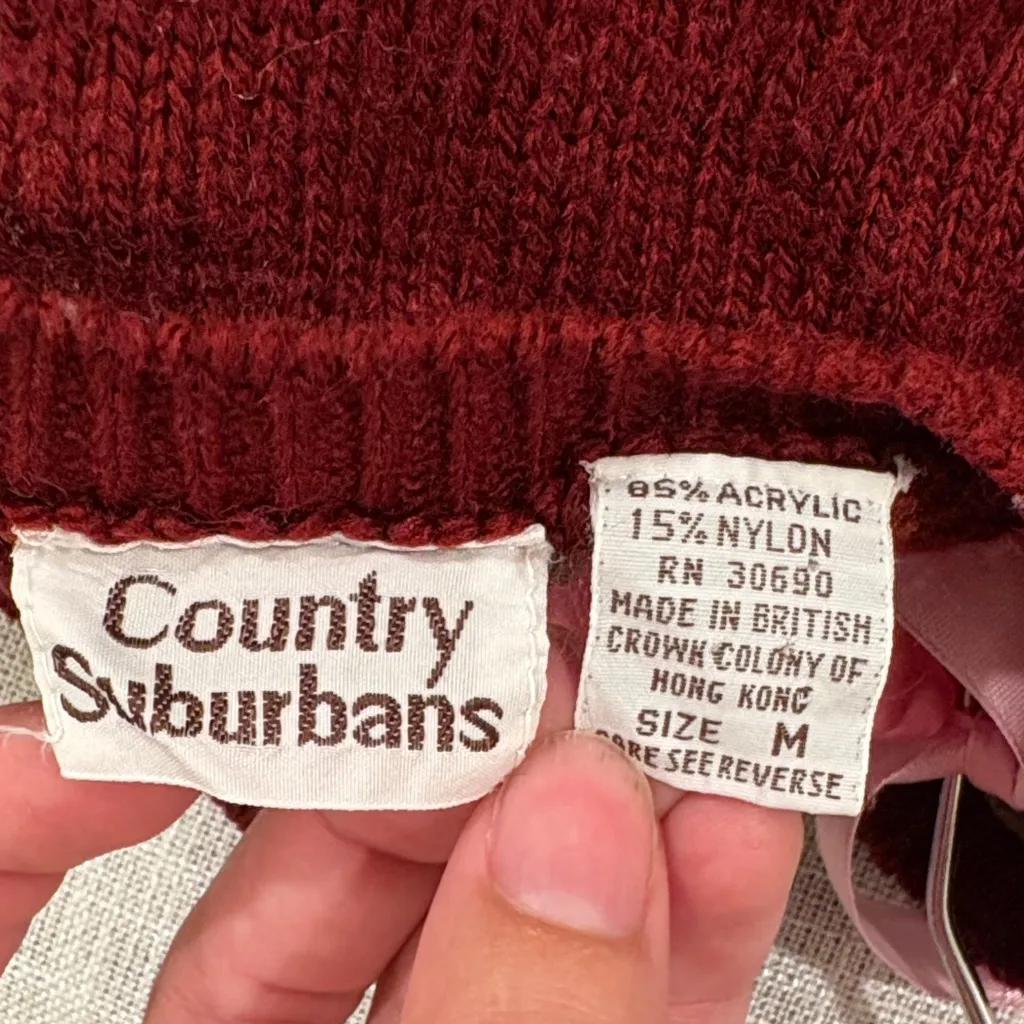 Country
Suburbans
85% ACRYLIC
15% NYLON
RN 30690
MADE IN BRITISH
CROWN COLONY OF
HONG KONG
SIZE M
CARE SEE REVERSE